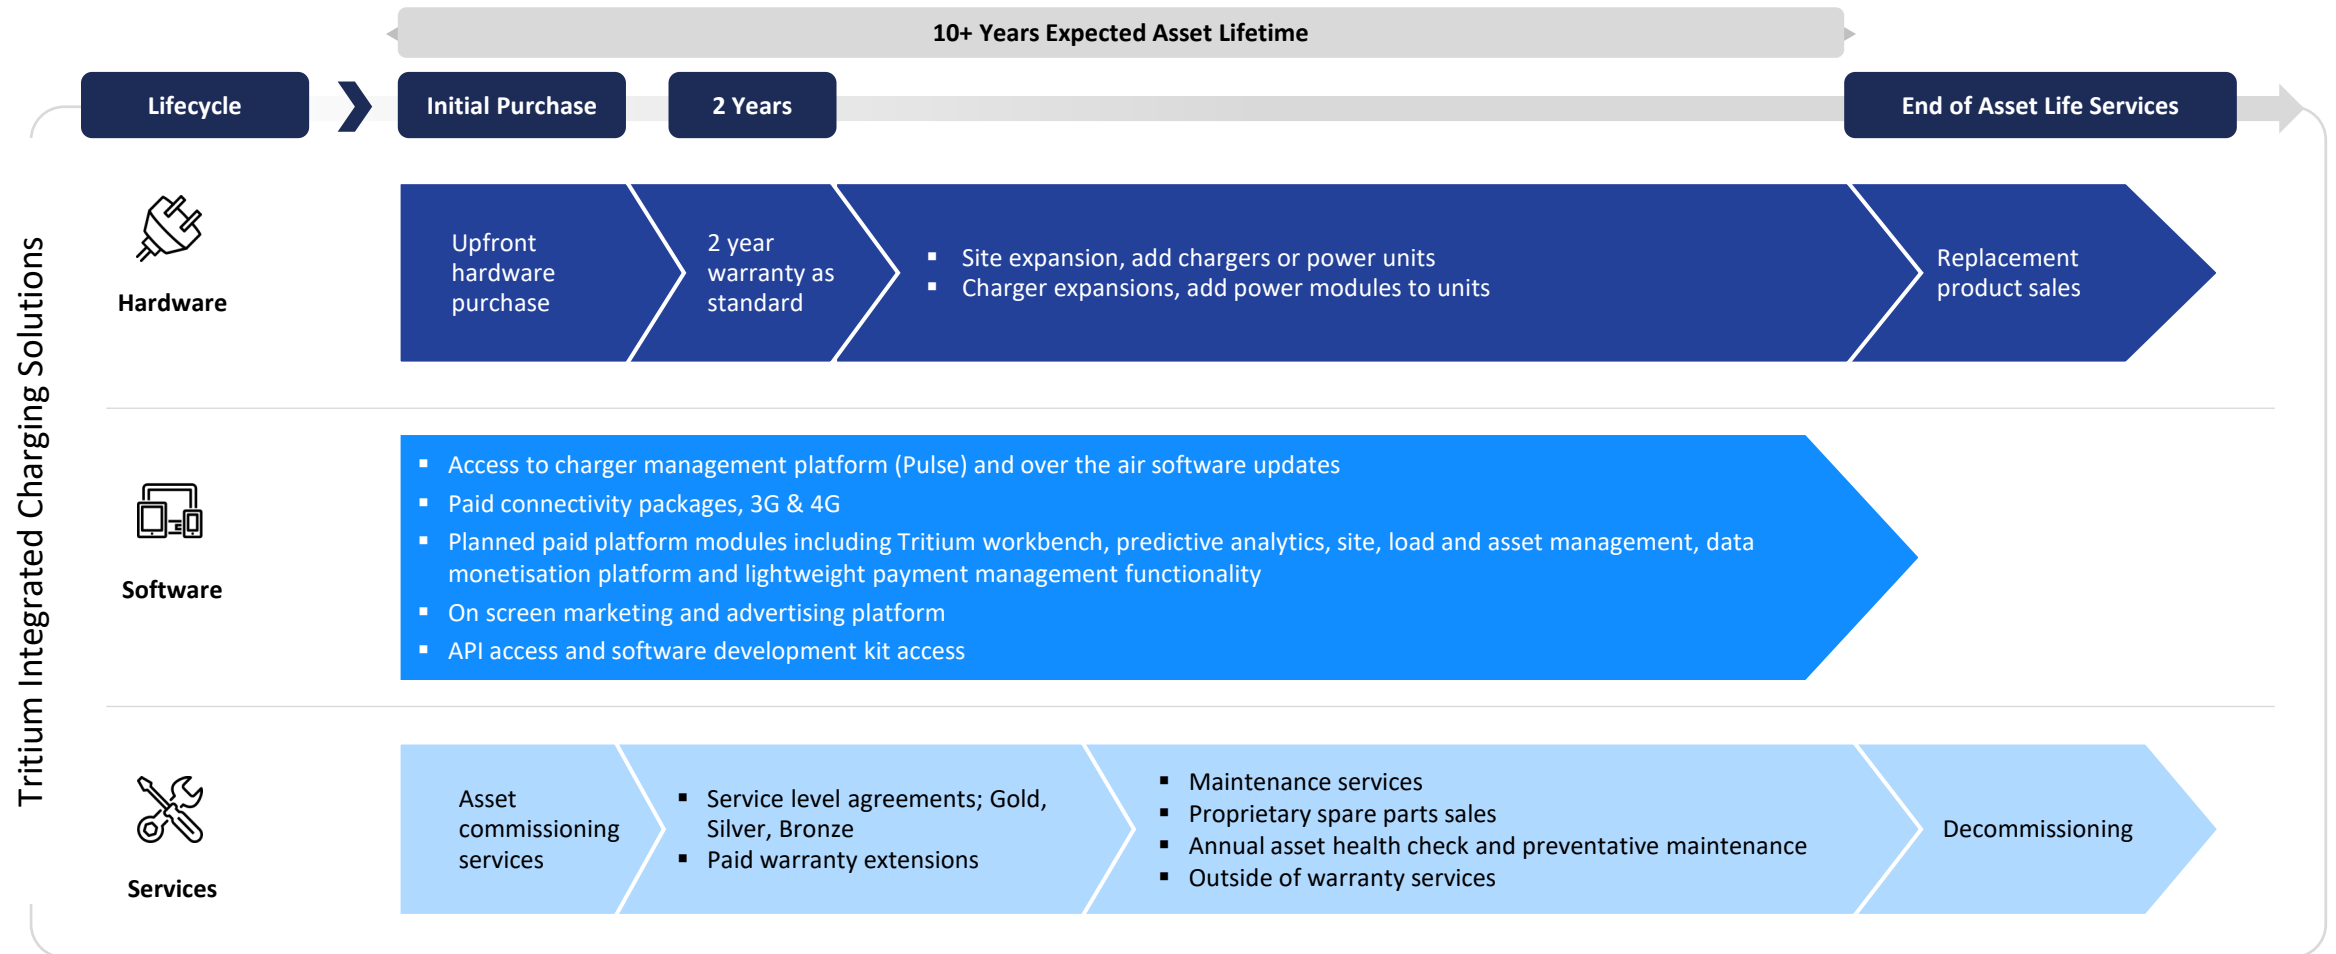 10+ Years Expected Asset Lifetime
Lifecycle
Initial Purchase
2 Years
End of Asset Life Services
Tritium Integrated Charging Solutions
Hardware
Upfront
hardware
purchase
2 year
warranty as
standard
▪ Site expansion, add chargers or power units
▪ Charger expansions, add power modules to units
Replacement
product sales
Software
▪ Access to charger management platform (Pulse) and over the air software updates
▪ Paid connectivity packages, 3G & 4G
▪ Planned paid platform modules including Tritium workbench, predictive analytics, site, load and asset management, data
monetisation platform and lightweight payment management functionality
▪ On screen marketing and advertising platform
▪ API access and software development kit access
Services
Asset
commissioning
services
▪ Service level agreements; Gold,
Silver, Bronze
▪ Paid warranty extensions
▪ Maintenance services
▪ Proprietary spare parts sales
▪ Annual asset health check and preventative maintenance
▪ Outside of warranty services
Decommissioning